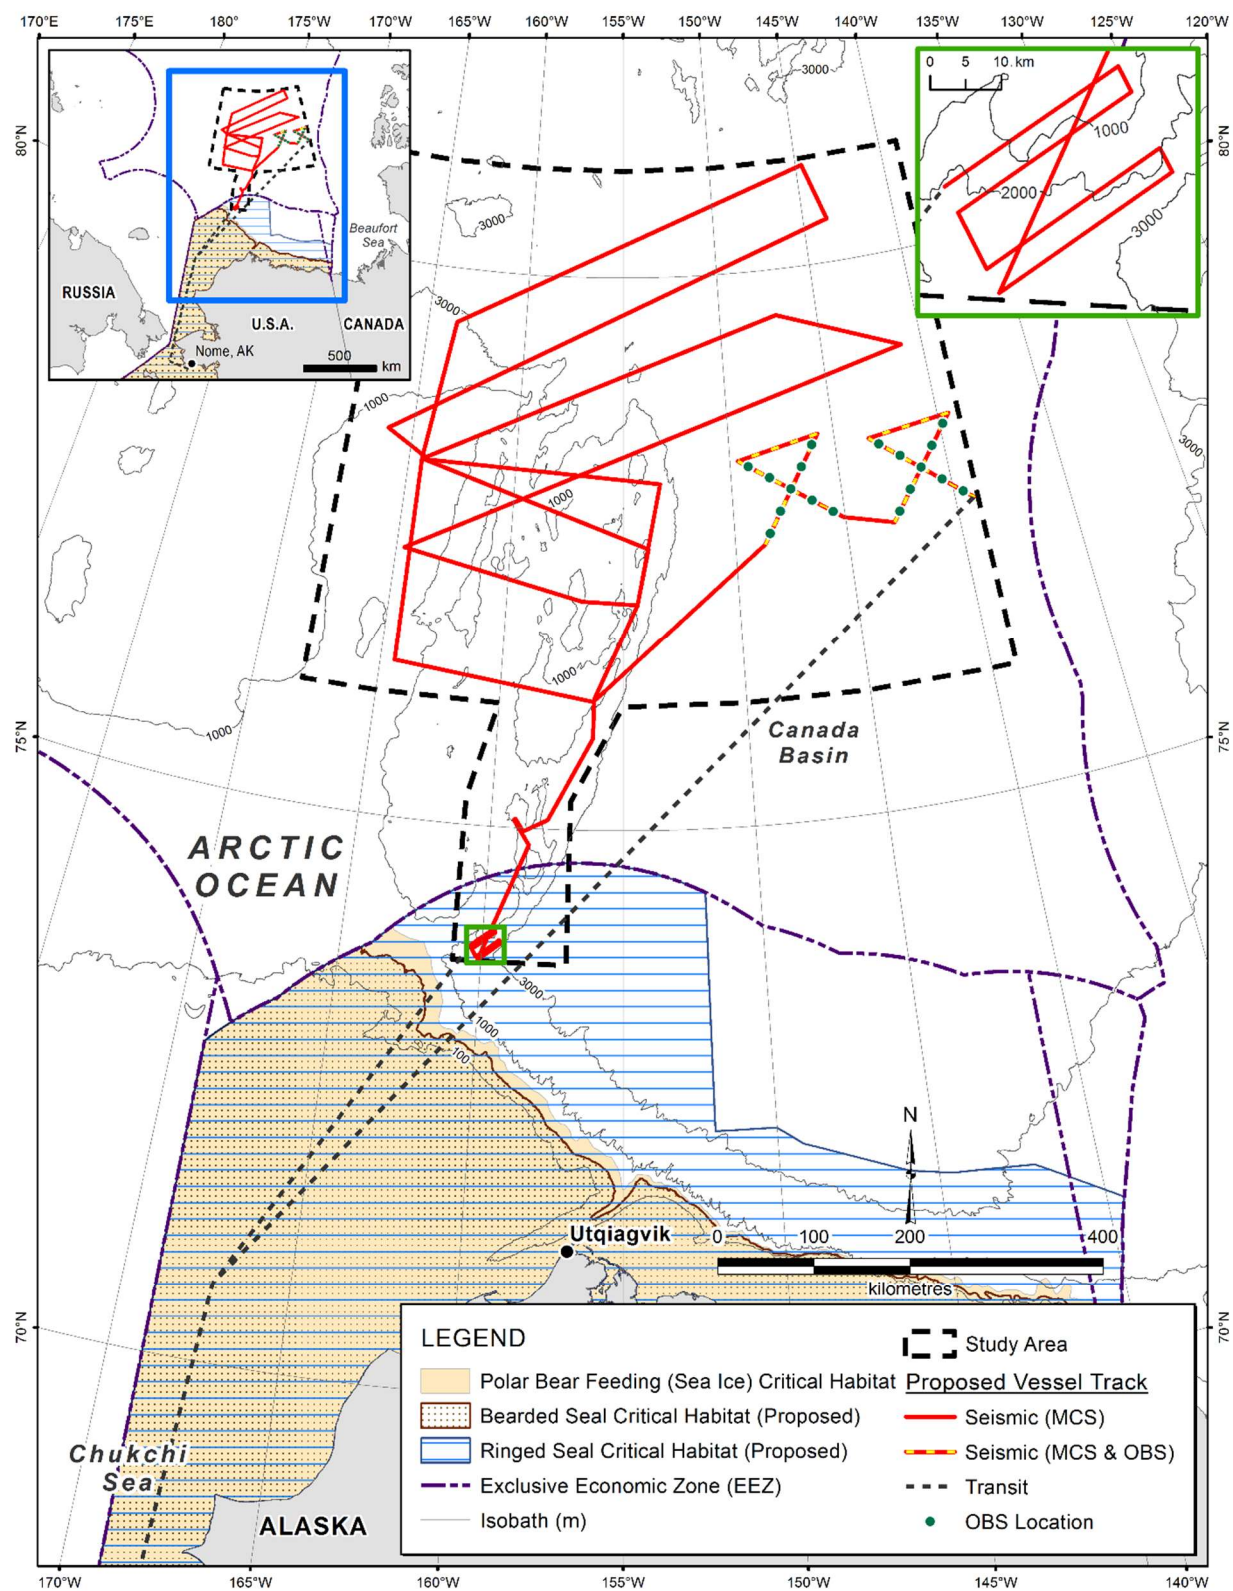 170°E 175°E 180° 175°W 170°W 165°W 160°W 155°W 150°W 145°W 140°W 135°W 130°W 125°W 120°W
3000
0 5 10 km
1000
2000
3000
80°N
80°N
Beaufort
Sea
RUSSIA
U.S.A.
CANADA
Nome, AK
500
km
3000
3000
1000
3000
1000
1000
1000
75°N
75°N
Canada
Basin
ARCTIC
OCEAN
3000
1000
100
N
Utqiagvik
0 100 200 400
kilometres
70°N
70°N
Chukchi
Sea
ALASKA
LEGEND
Polar Bear Feeding (Sea Ice) Critical Habitat
Bearded Seal Critical Habitat (Proposed)
Ringed Seal Critical Habitat (Proposed)
Exclusive Economic Zone (EEZ)
Isobath (m)
Study Area
Proposed Vessel Track
Seismic (MCS)
Seismic (MCS & OBS)
Transit
OBS Location
170°W 165°W 160°W 155°W 150°W 145°W 140°W